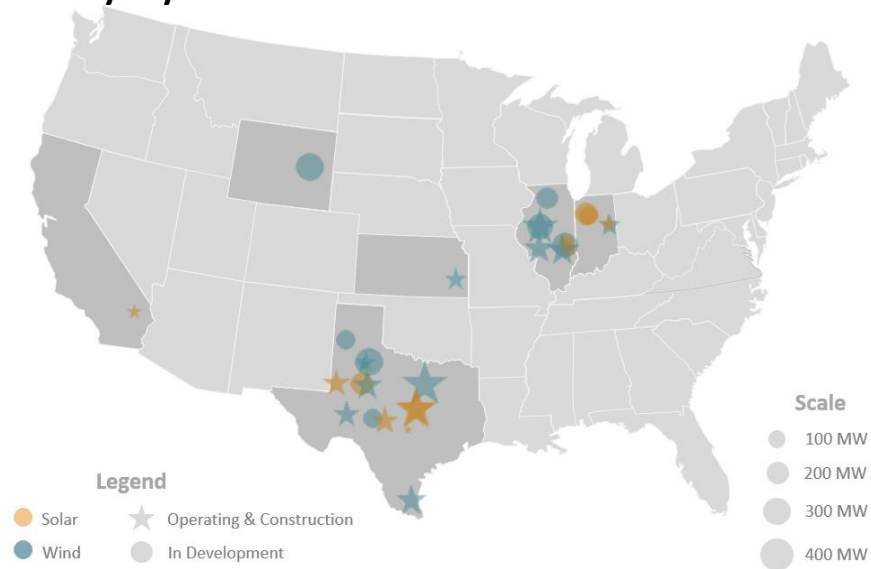 Scale
100 MW
200 MW
300 MW
400 MW
Legend
Solar
Operating & Construction
Wind
In Development